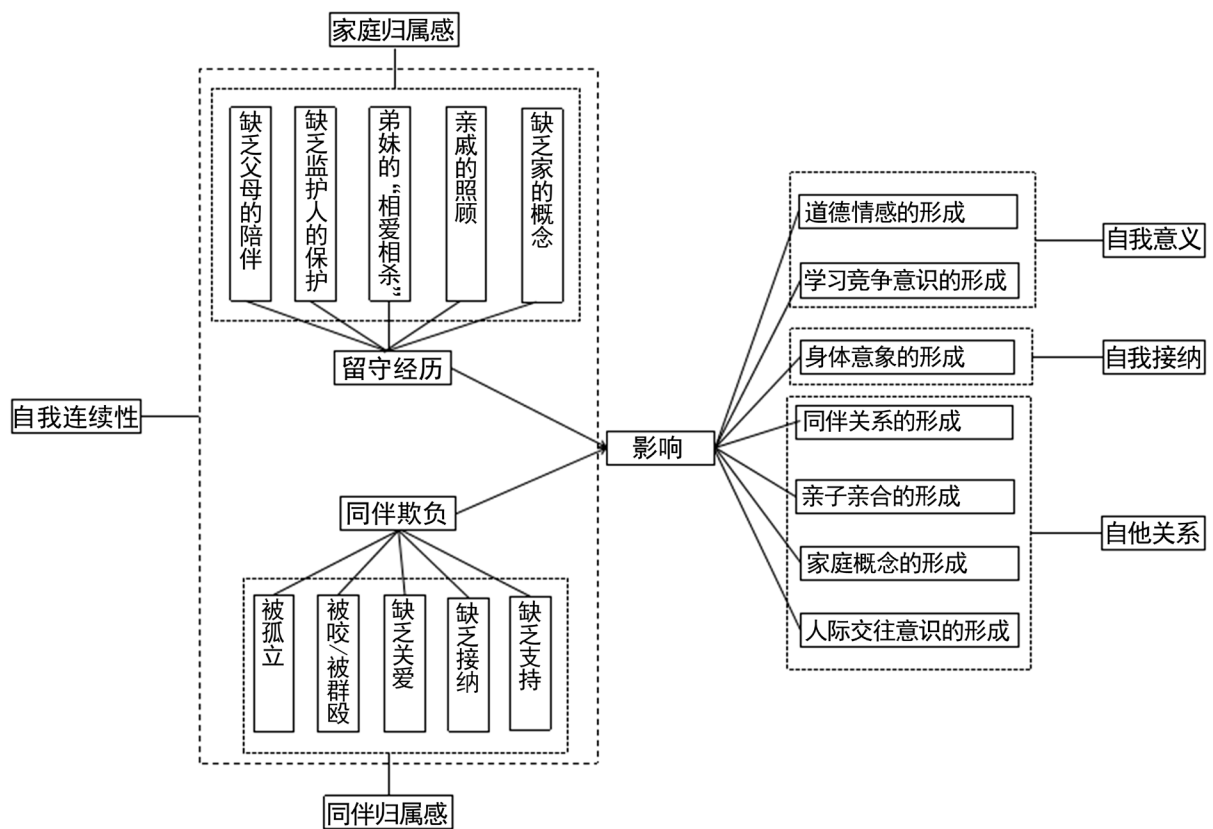 家庭归属感
缺乏父母的陪伴
缺乏监护人的保护
弟妹的“相爱相杀”
亲戚的照顾
缺乏家的概念
留守经历
自我连续性
同伴欺负
被孤立
被咬/被群殴
缺乏关爱
缺乏接纳
缺乏支持
同伴归属感
影响
道德情感的形成
学习竞争意识的形成
自我意义
身体意象的形成
自我接纳
同伴关系的形成
亲子亲合的形成
家庭概念的形成
人际交往意识的形成
自他关系